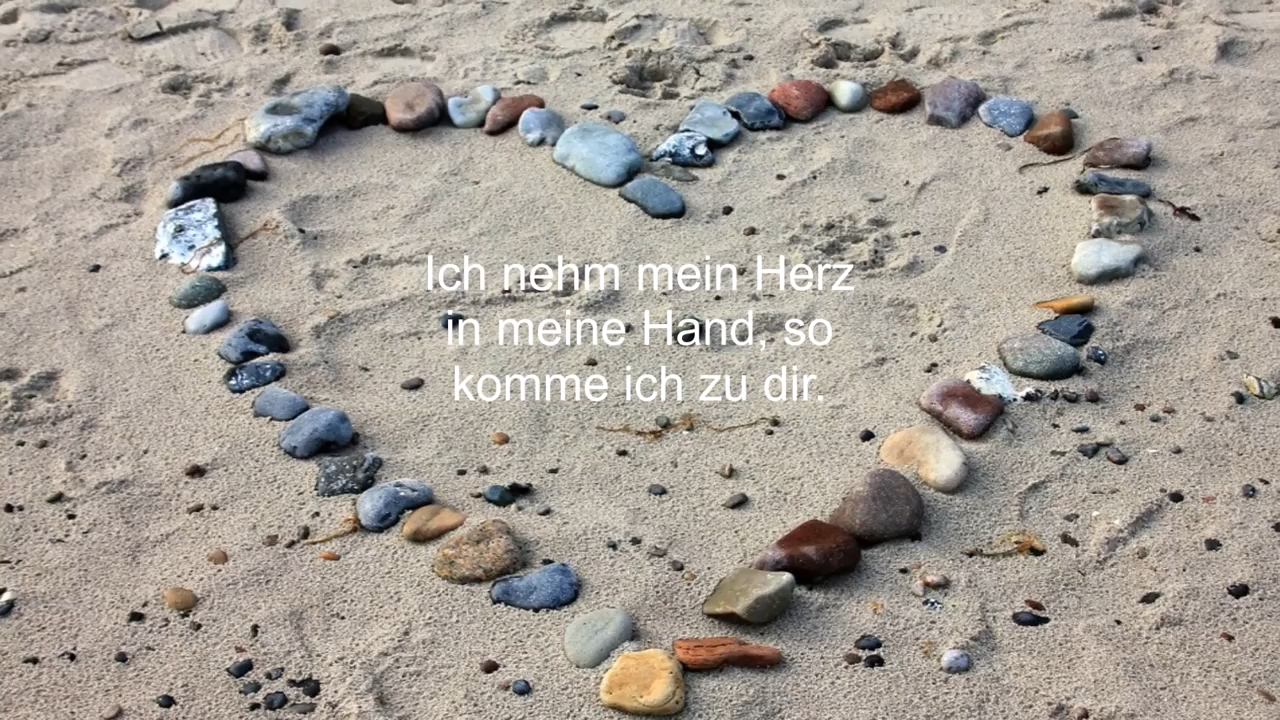 Ich nehm mein Herz
in meine Hand, so
komme ich zu dir.